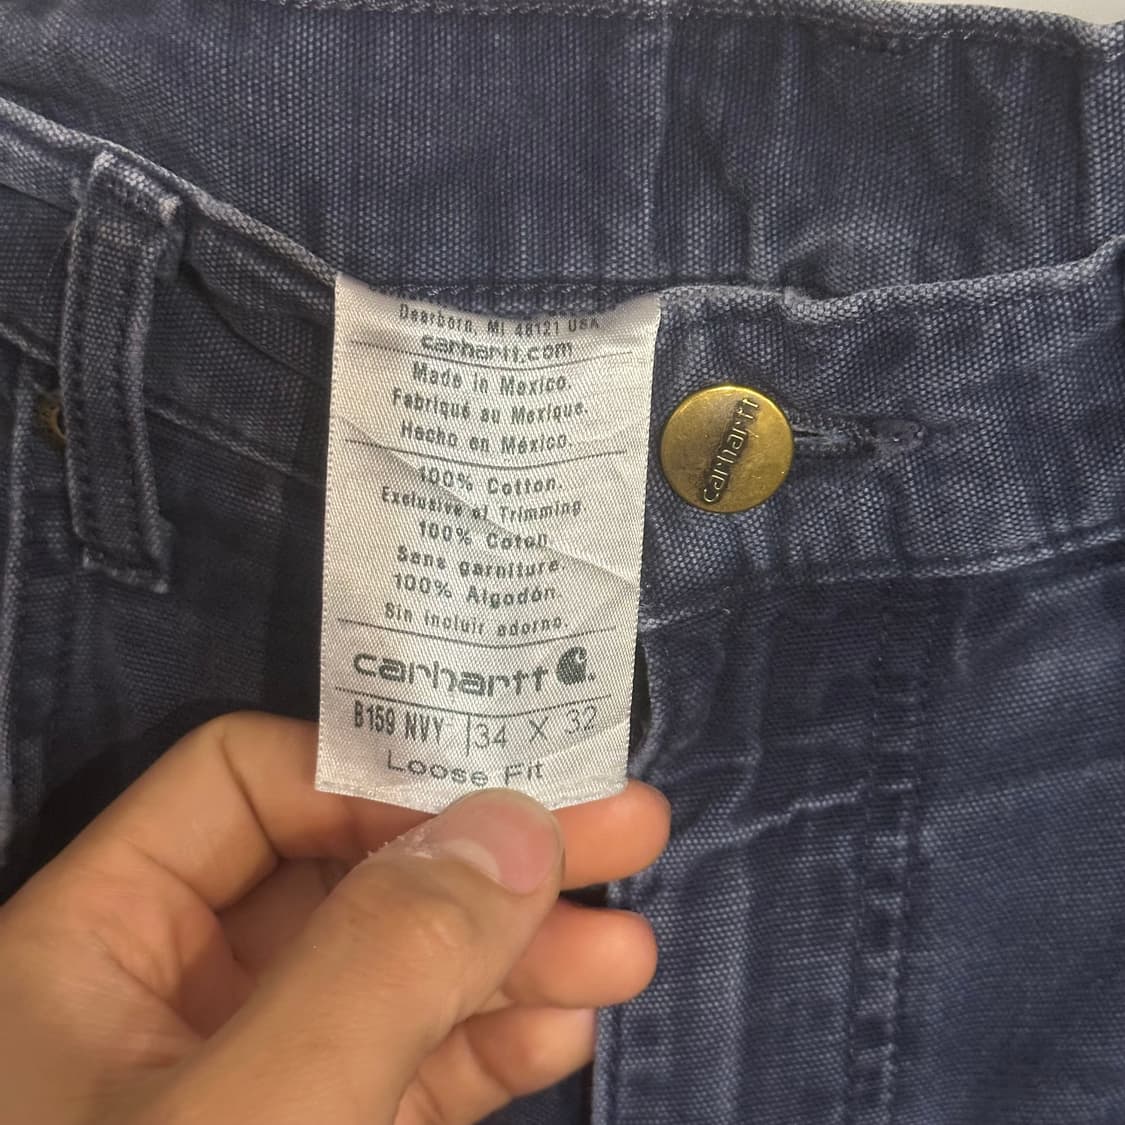 Dearborn, MI 48121 USA
carhartt.com
Made in Mexico.
Fabriqué au Mexique.
Hecho en México.
100% Cotton.
Exclusive of Trimming.
100% Coton.
Sans garniture.
100% Algodón.
Sin incluir adorno.
carhartt
B159 NVY 34 X 32
Loose Fit
carhartt